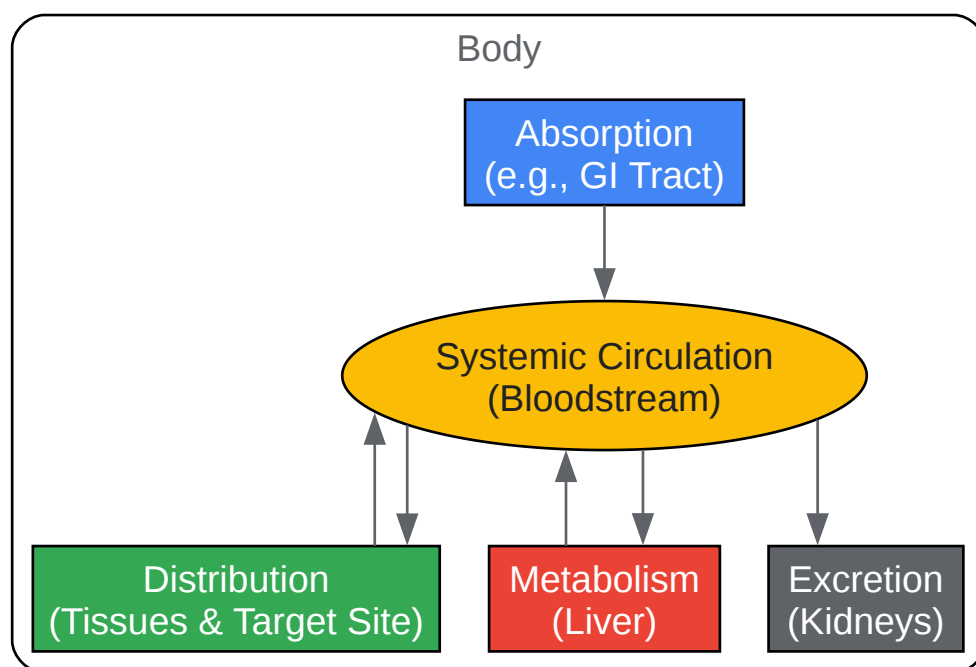 Body
Absorption
(e.g., GI Tract)
Systemic Circulation
(Bloodstream)
Distribution
(Tissues & Target Site)
Metabolism
(Liver)
Excretion
(Kidneys)